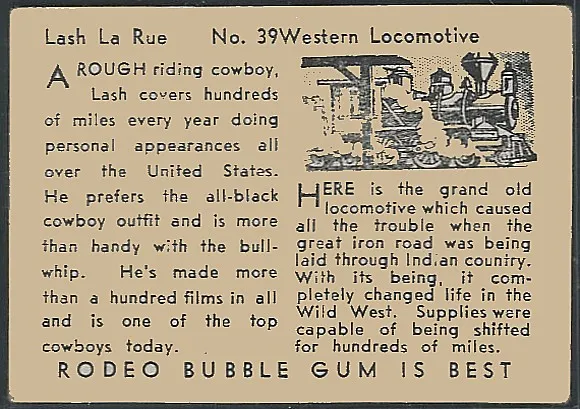 Lash La Rue No. 39 Western Locomotive
A ROUGH riding cowboy,
Lash covers hundreds
of miles every year doing
personal appearances all
over the United States.
He prefers the all-black
cowboy outfit and is more
than handy with the bull-
whip. He's made more
than a hundred films in all
and is one of the top
cowboys today.
HERE is the grand old
locomotive which caused
all the trouble when the
great iron road was being
laid through Indian country.
With its being, it com-
pletely changed life in the
Wild West. Supplies were
capable of being shifted
for hundreds of miles.
RODEO BUBBLE GUM IS BEST